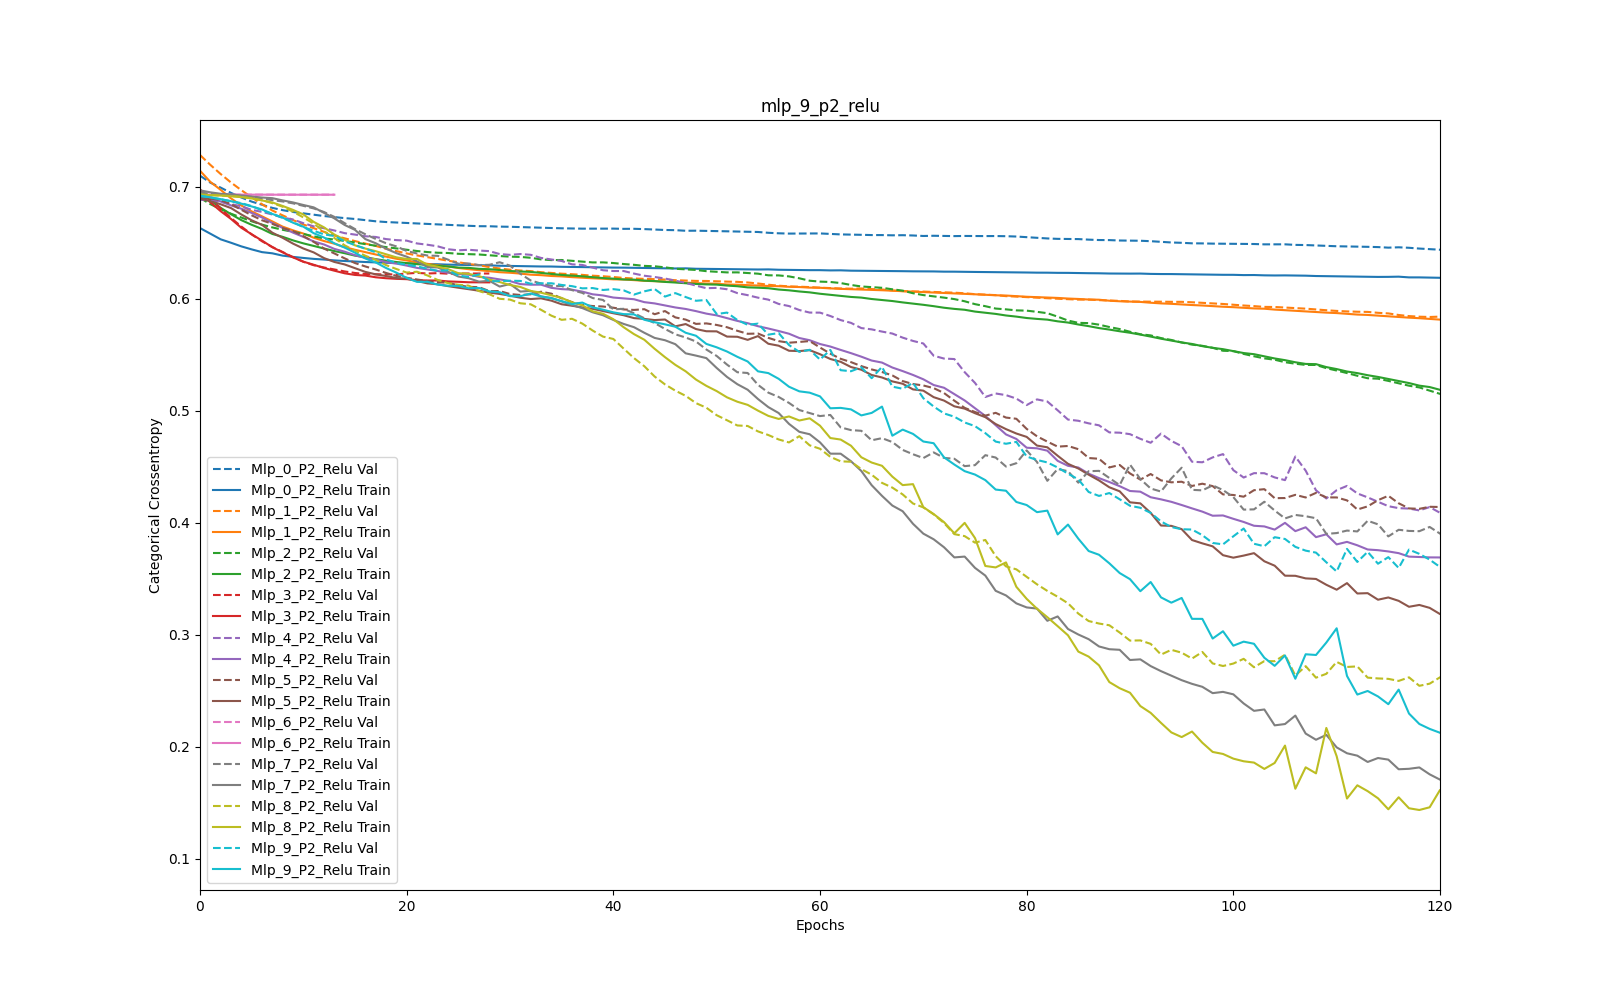 mlp_9_p2_relu
Categorical Crossentropy
0.7
0.6
0.5
0.4
0.3
0.2
0.1
Mlp_0_P2_Relu Val
Mlp_0_P2_Relu Train
Mlp_1_P2_Relu Val
Mlp_1_P2_Relu Train
Mlp_2_P2_Relu Val
Mlp_2_P2_Relu Train
Mlp_3_P2_Relu Val
Mlp_3_P2_Relu Train
Mlp_4_P2_Relu Val
Mlp_4_P2_Relu Train
Mlp_5_P2_Relu Val
Mlp_5_P2_Relu Train
Mlp_6_P2_Relu Val
Mlp_6_P2_Relu Train
Mlp_7_P2_Relu Val
Mlp_7_P2_Relu Train
Mlp_8_P2_Relu Val
Mlp_8_P2_Relu Train
Mlp_9_P2_Relu Val
Mlp_9_P2_Relu Train
0 20 40 60 80 100 120
Epochs